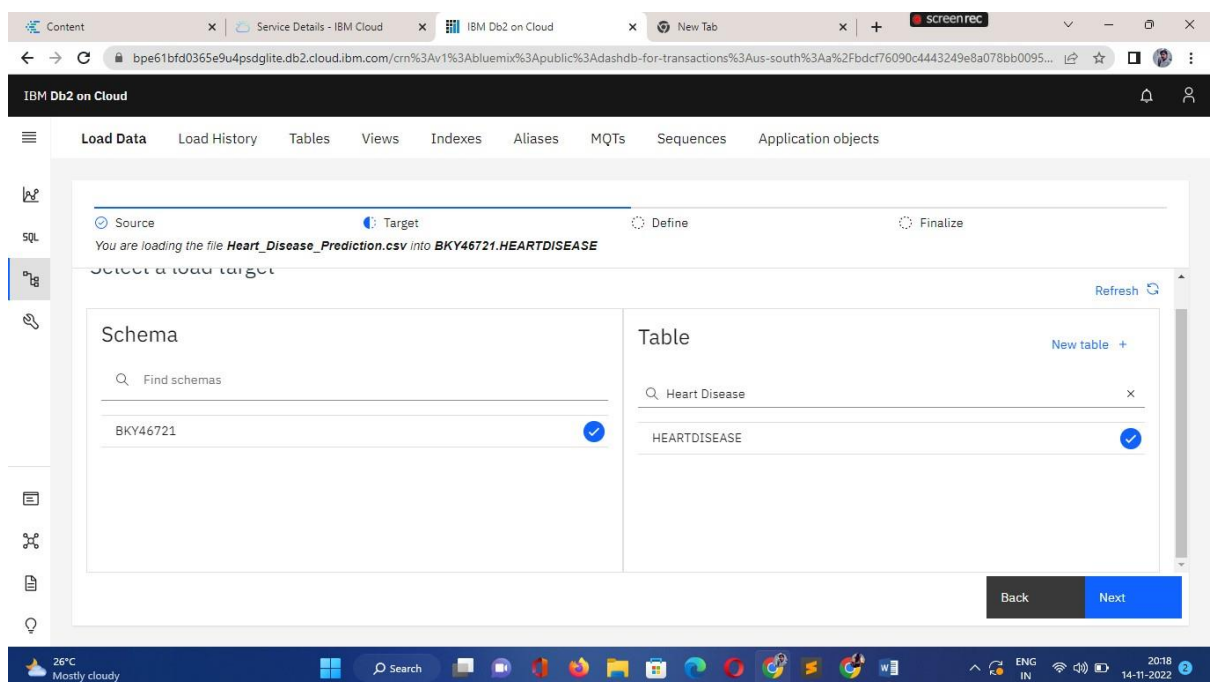 Content
Service Details - IBM Cloud
IBM Db2 on Cloud
New Tab
screenrec
bpe61bfd0365e9u4psdglite.db2.cloud.ibm.com/crn%3Av1%3Abluemix%3Apublic%3Adashdb-for-transactions%3Aus-south%3Aa%2Fbdcf76090c4443249e8a078bb0095...
IBM Db2 on Cloud
Load Data Load History Tables Views Indexes Aliases MQTs Sequences Application objects
Source Target Define Finalize
You are loading the file Heart_Disease_Prediction.csv into BKY46721.HEARTDISEASE
SQL
Select a load target
Refresh
Schema
Table
New table +
Find schemas
Heart Disease
BKY46721
HEARTDISEASE
Back Next
26°C
Mostly cloudy
Search
ENG
IN
20:18
14-11-2022
2